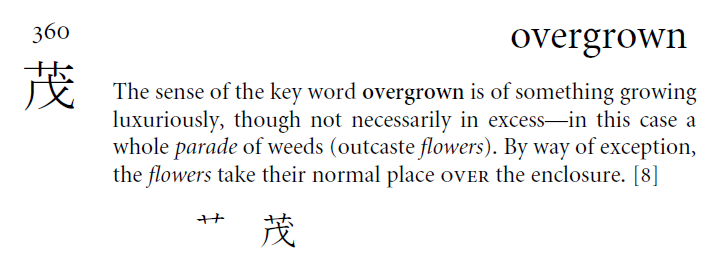 360
overgrown
茂
The sense of the key word overgrown is of something growing
luxuriously, though not necessarily in excess—in this case a
whole parade of weeds (outcaste flowers). By way of exception,
the flowers take their normal place OVER the enclosure. [8]
艹 茂